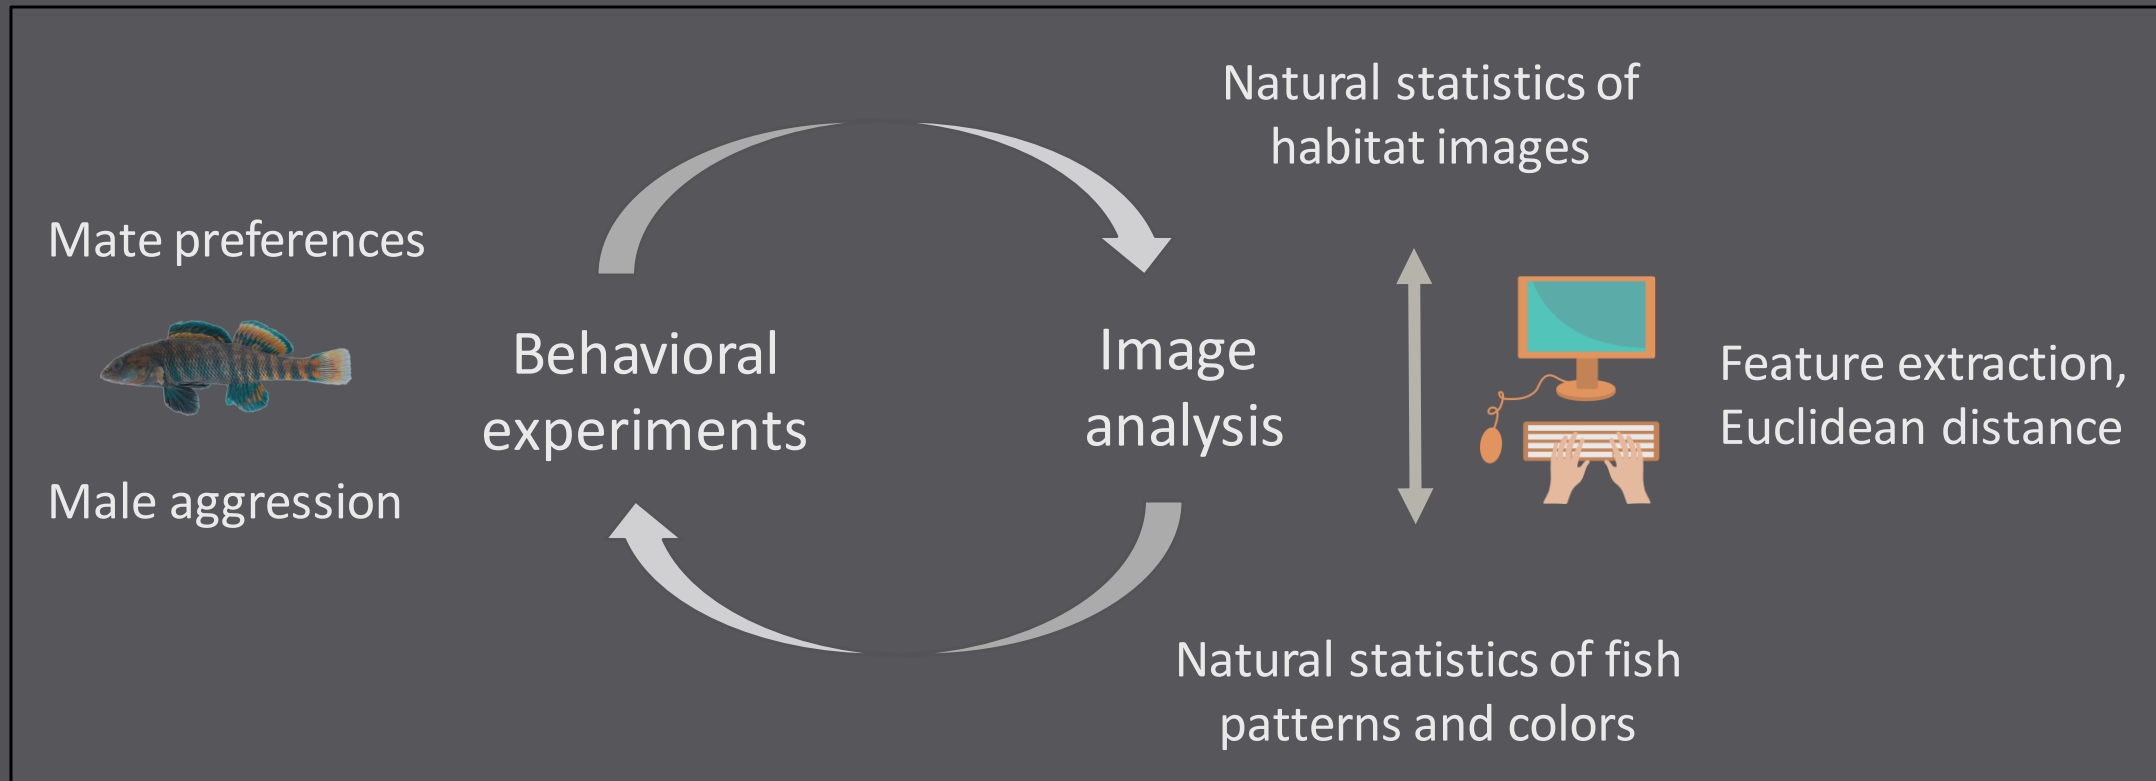 Mate preferences
Male aggression
Behavioral
experiments
Image
analysis
Natural statistics of
habitat images
Feature extraction,
Euclidean distance
Natural statistics of fish
patterns and colors